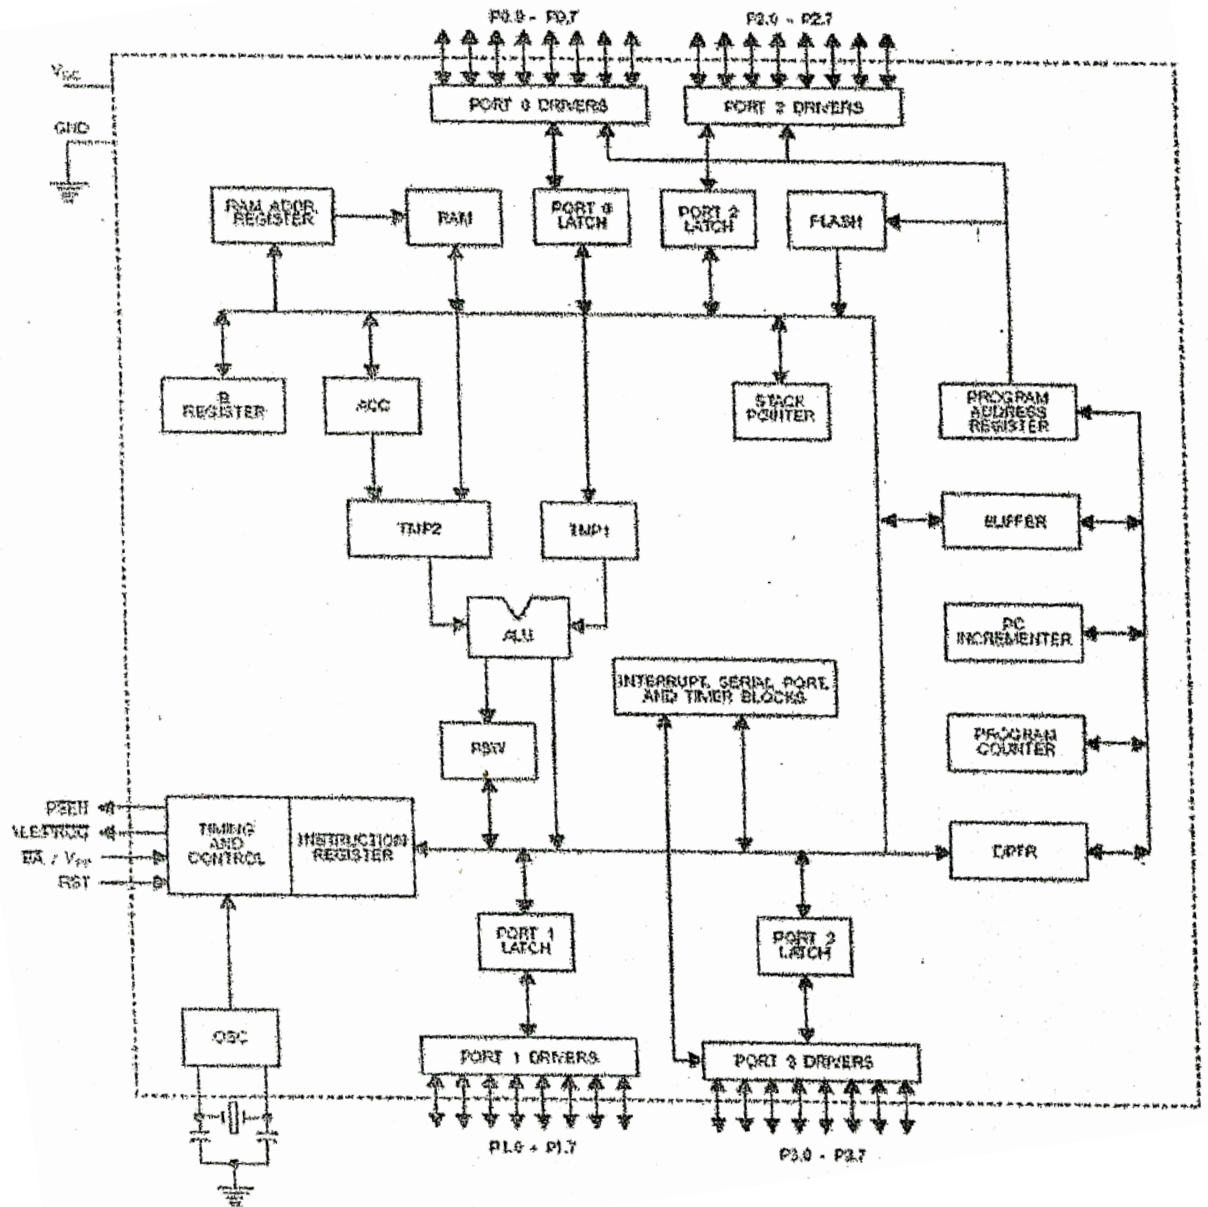 P0.0 - P0.7
P2.0 - P2.7
VCC
GND
PORT 0 DRIVERS
PORT 2 DRIVERS
RAM ADDR.
REGISTER
RAM
PORT 0
LATCH
PORT 2
LATCH
FLASH
B
REGISTER
ACC
STACK
POINTER
PROGRAM
ADDRESS
REGISTER
TMP2
TMP1
BUFFER
ALU
PC
INCREMENTER
INTERRUPT, SERIAL PORT,
AND TIMER BLOCKS
PSW
PROGRAM
COUNTER
PSEN
ALE/PROG
EA / VPP
RST
TIMING
AND
CONTROL
INSTRUCTION
REGISTER
DPTR
PORT 1
LATCH
PORT 3
LATCH
OSC
PORT 1 DRIVERS
PORT 3 DRIVERS
P1.0 - P1.7
P3.0 - P3.7